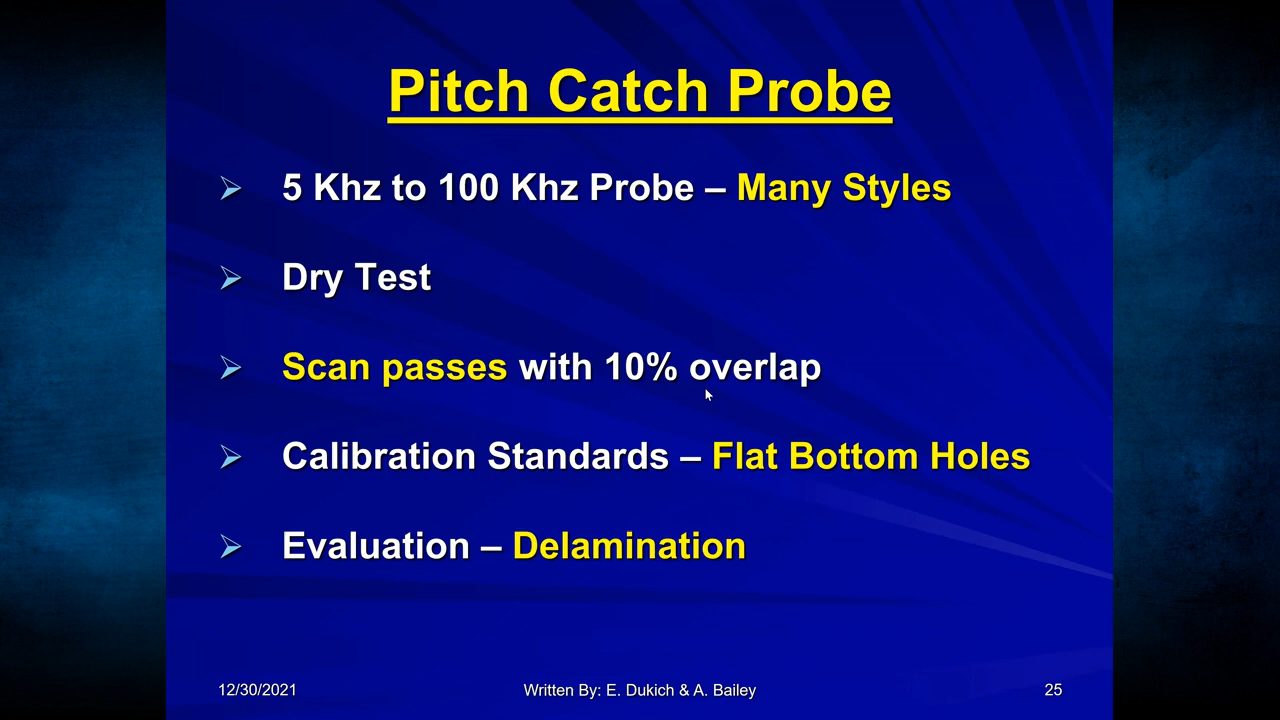 Pitch Catch Probe
5 Khz to 100 Khz Probe – Many Styles
Dry Test
Scan passes with 10% overlap
Calibration Standards – Flat Bottom Holes
Evaluation – Delamination
12/30/2021
Written By: E. Dukich & A. Bailey
25